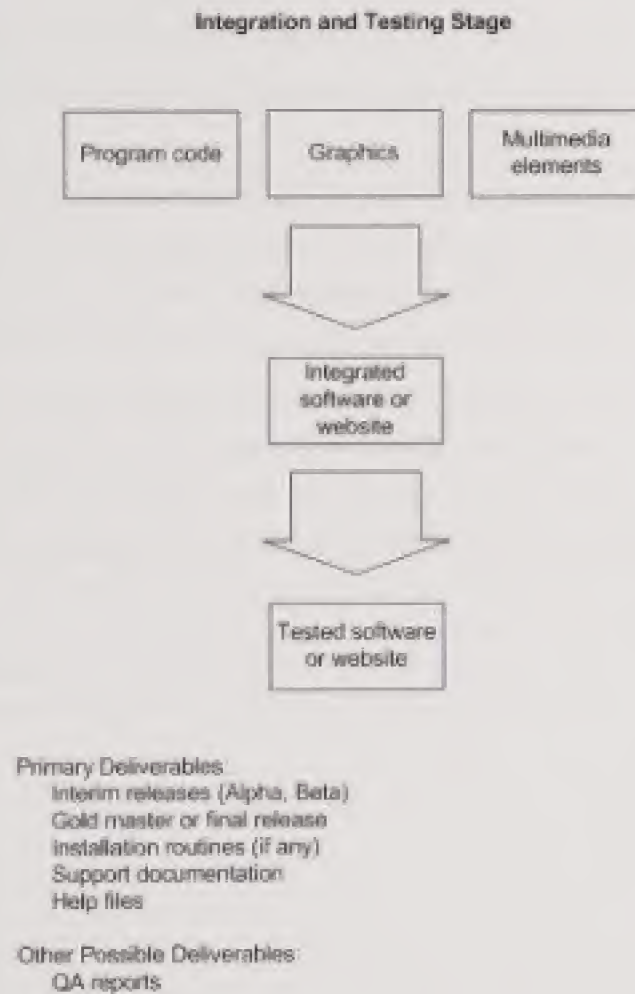 Integration and Testing Stage
Program code
Graphics
Multimedia
elements
Integrated
software or
website
Tested software
or website
Primary Deliverables:
Interim releases (Alpha, Beta)
Gold master or final release
Installation routines (if any)
Support documentation
Help files
Other Possible Deliverables:
QA reports